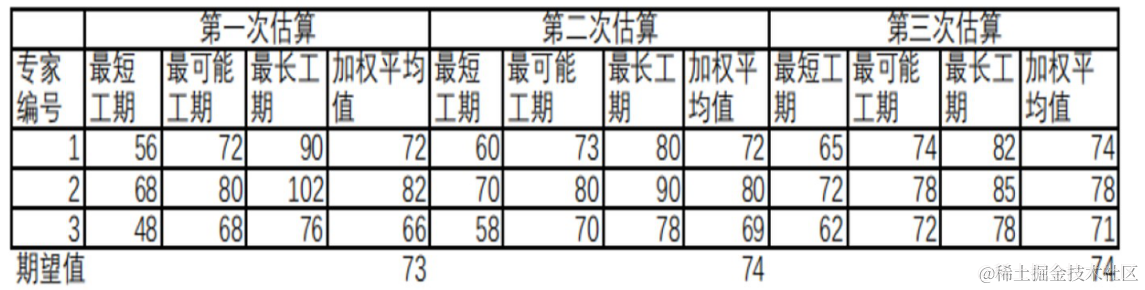 第一次估算 第二次估算 第三次估算
专家编号 最短工期 最可能工期 最长工期 加权平均值 最短工期 最可能工期 最长工期 加权平均值 最短工期 最可能工期 最长工期 加权平均值
1 56 72 90 72 60 73 80 72 65 74 82 74
2 68 80 102 82 70 80 90 80 72 78 85 78
3 48 68 76 66 58 70 78 69 62 72 78 71
期望值 73 74 74
@稀土掘金技术社区